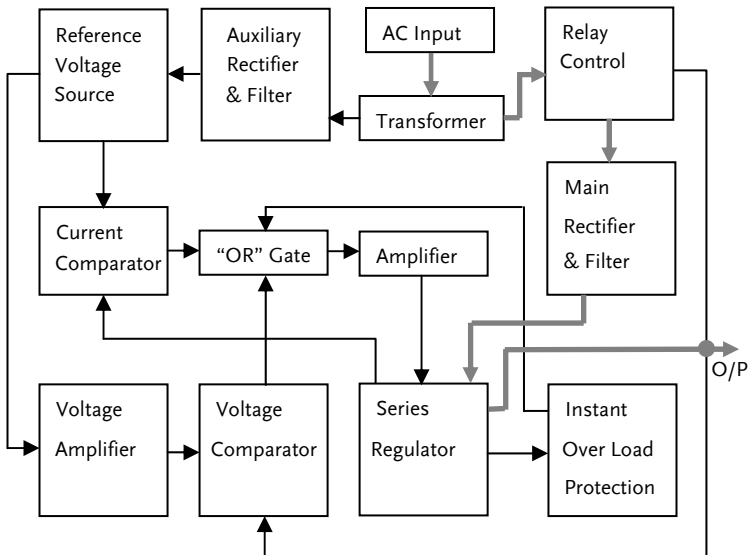 Reference
Voltage
Source
Auxiliary
Rectifier
& Filter
AC Input
Transformer
Relay
Control
Main
Rectifier
& Filter
Current
Comparator
“OR” Gate
Amplifier
O/P
Voltage
Amplifier
Voltage
Comparator
Series
Regulator
Instant
Over Load
Protection